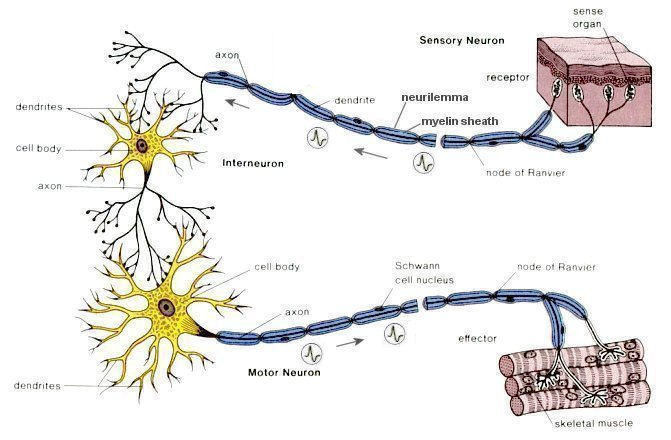 sense
organ
Sensory Neuron
axon
receptor
dendrite
neurilemma
dendrites
myelin sheath
cell body
Interneuron
node of Ranvier
axon
cell body
Schwann
cell nucleus
node of Ranvier
axon
effector
Motor Neuron
dendrites
skeletal muscle